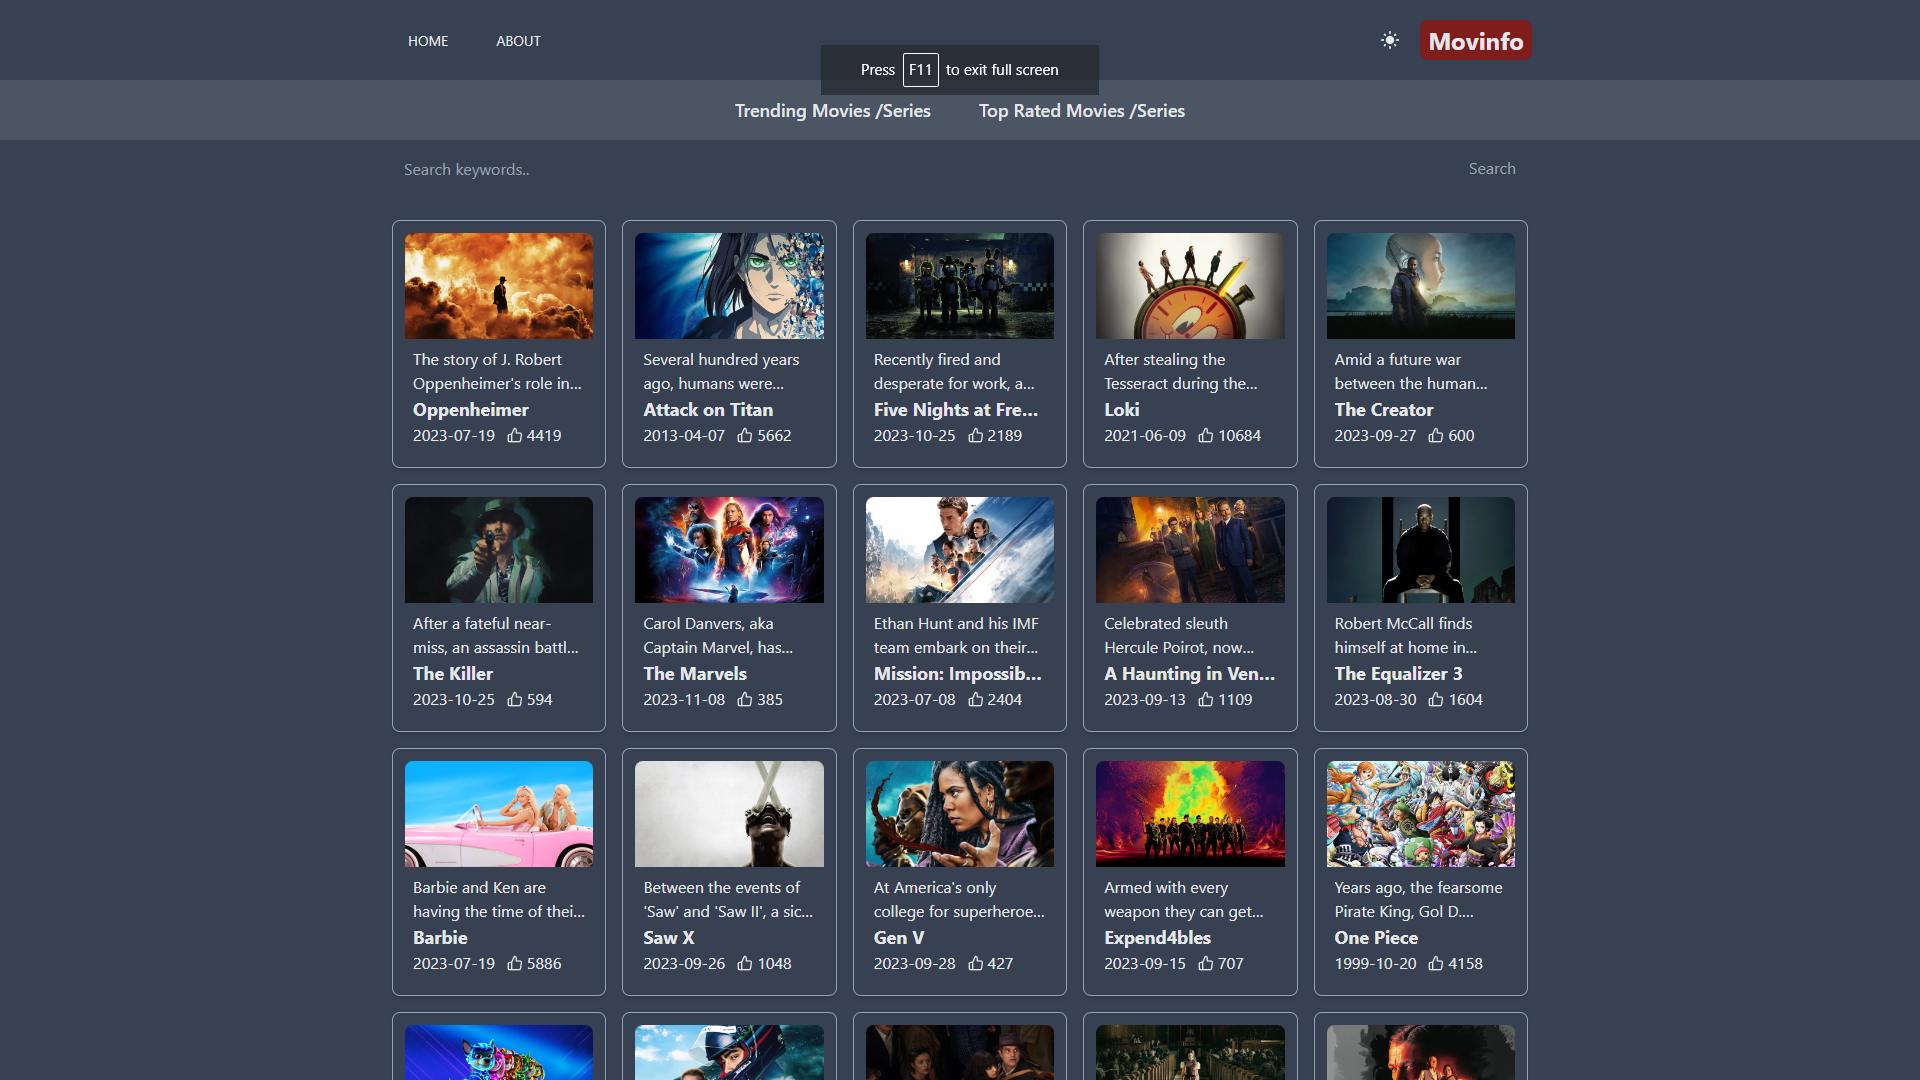 HOME
ABOUT
Movinfo
Press F11 to exit full screen
Trending Movies /Series
Top Rated Movies /Series
Search keywords..
Search
The story of J. Robert
Oppenheimer's role in...
Oppenheimer
2023-07-19 4419
Several hundred years
ago, humans were...
Attack on Titan
2013-04-07 5662
Recently fired and
desperate for work, a...
Five Nights at Fre...
2023-10-25 2189
After stealing the
Tesseract during the...
Loki
2021-06-09 10684
Amid a future war
between the human...
The Creator
2023-09-27 600
After a fateful near-
miss, an assassin battl...
The Killer
2023-10-25 594
Carol Danvers, aka
Captain Marvel, has...
The Marvels
2023-11-08 385
Ethan Hunt and his IMF
team embark on their...
Mission: Impossib...
2023-07-08 2404
Celebrated sleuth
Hercule Poirot, now...
A Haunting in Ven...
2023-09-13 1109
Robert McCall finds
himself at home in...
The Equalizer 3
2023-08-30 1604
Barbie and Ken are
having the time of thei...
Barbie
2023-07-19 5886
Between the events of
'Saw' and 'Saw II', a sic...
Saw X
2023-09-26 1048
At America's only
college for superheroe...
Gen V
2023-09-28 427
Armed with every
weapon they can get...
Expend4bles
2023-09-15 707
Years ago, the fearsome
Pirate King, Gol D....
One Piece
1999-10-20 4158